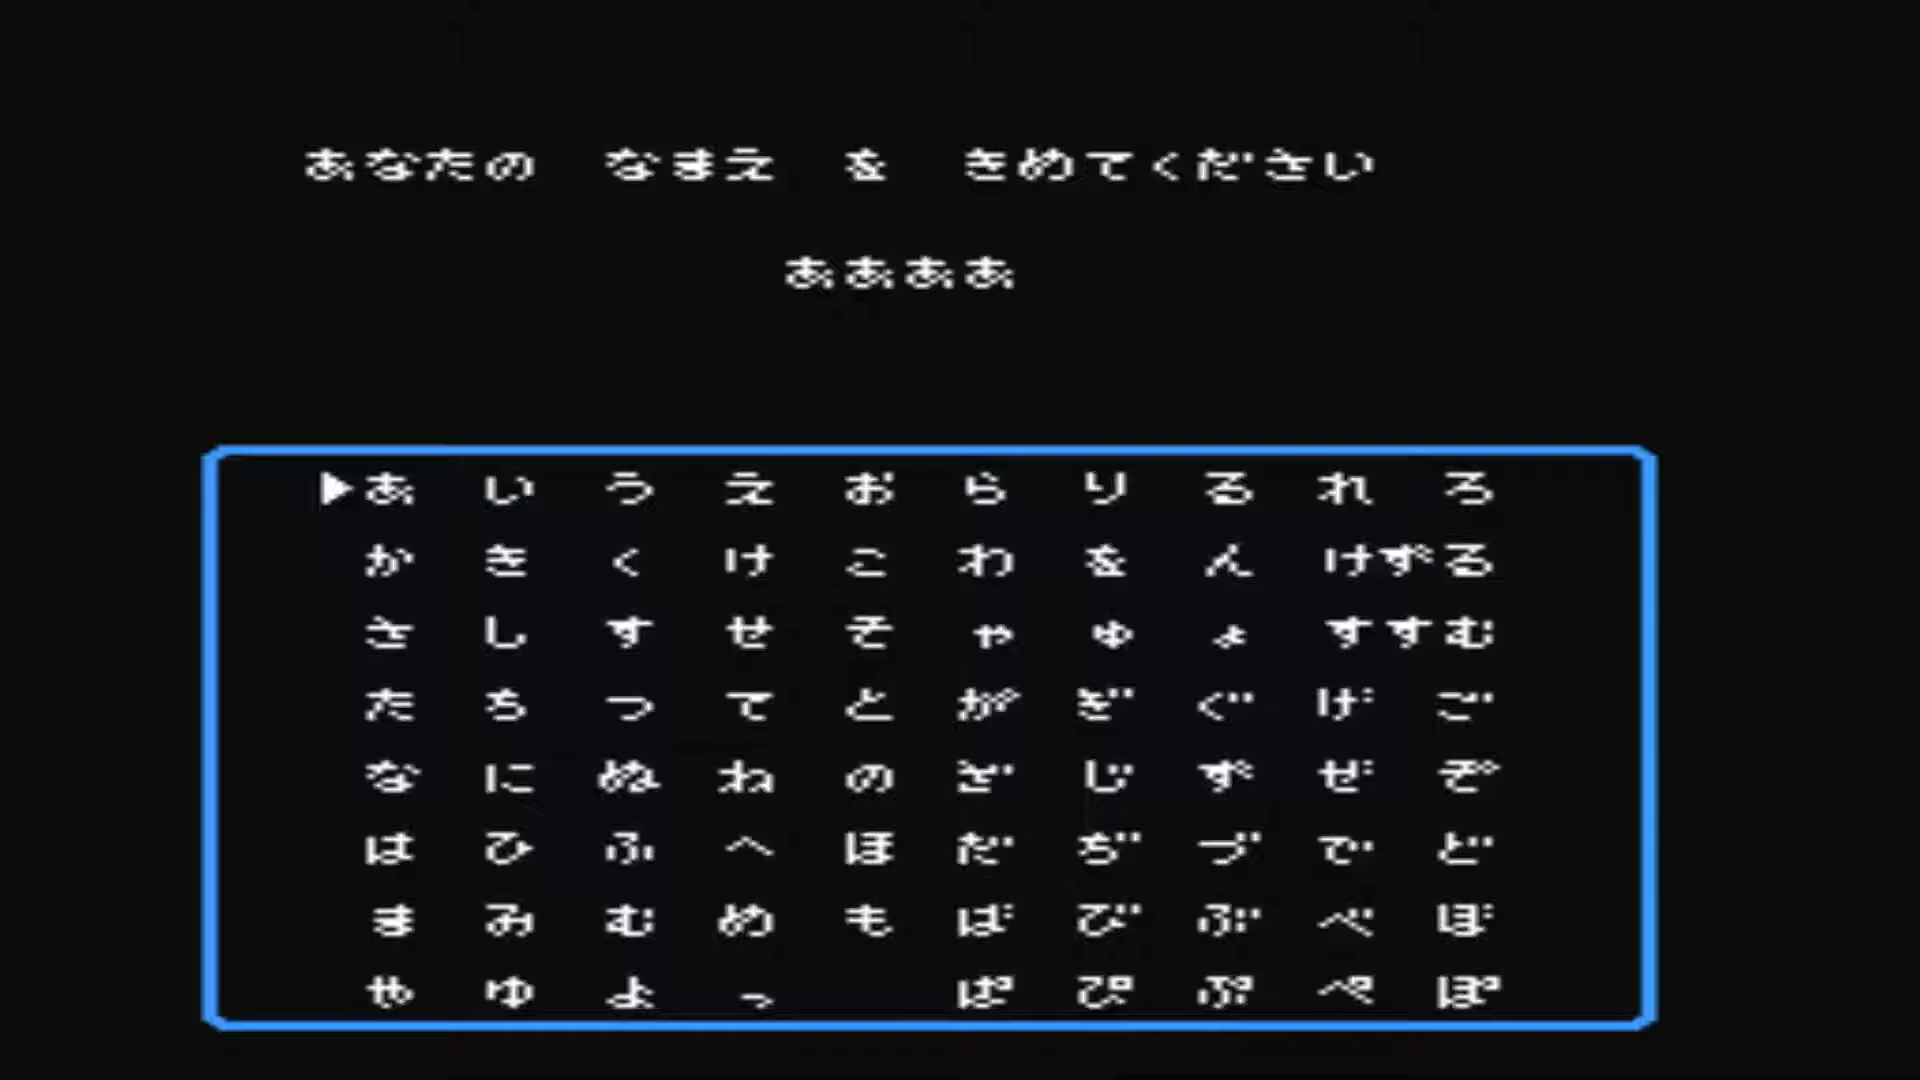 あなたの なまえ を きめてください
ああああ
▶あ い う え お ら り る れ ろ
か き く け こ わ を ん けずる
さ し す せ そ ゃ ゅ ょ すすむ
た ち つ て と が ぎ ぐ げ ご
な に ぬ ね の ざ じ ず ぜ ぞ
は ひ ふ へ ほ だ ぢ づ で ど
ま み む め も ば び ぶ べ ぼ
や ゆ よ っ ぱ ぴ ぷ ぺ ぽ